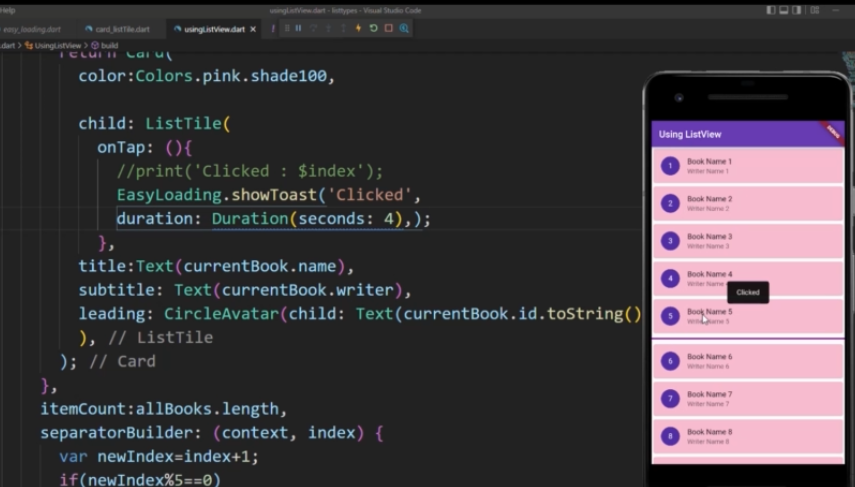 Help
usingListView.dart - listtypes - Visual Studio Code
easy_loading.dart
card_listTile.dart
usingListView.dart
.dart > UsingListView > build
return Card(
color:Colors.pink.shade100,
child: ListTile(
onTap: (){
//print('Clicked : $index');
EasyLoading.showToast('Clicked',
duration: Duration(seconds: 4),);
},
title:Text(currentBook.name),
subtitle: Text(currentBook.writer),
leading: CircleAvatar(child: Text(currentBook.id.toString()
), // ListTile
); // Card
},
itemCount:allBooks.length,
separatorBuilder: (context, index) {
var newIndex=index+1;
if(newIndex%5==0)
Using ListView
DEBUG
1
Book Name 1
Writer Name 1
2
Book Name 2
Writer Name 2
3
Book Name 3
Writer Name 3
4
Book Name 4
Writer Name
Clicked
5
Book Name 5
Writer Name 5
6
Book Name 6
Writer Name 6
7
Book Name 7
Writer Name 7
8
Book Name 8
Writer Name 8